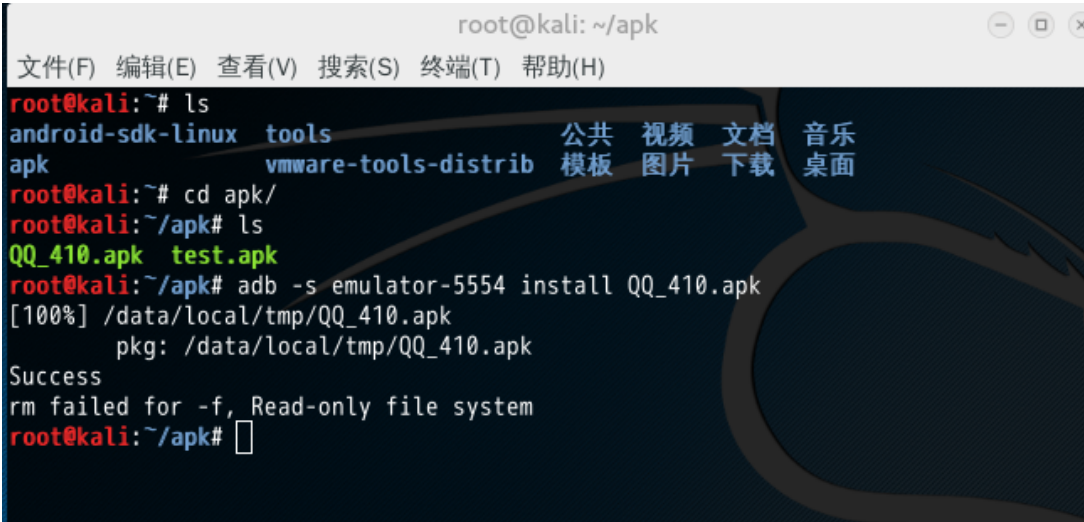 root@kali: ~/apk
文件(F) 编辑(E) 查看(V) 搜索(S) 终端(T) 帮助(H)
root@kali:~# ls
android-sdk-linux  tools                  公共  视频  文档  音乐
apk                vmware-tools-distrib  模板  图片  下载  桌面
root@kali:~# cd apk/
root@kali:~/apk# ls
QQ_410.apk  test.apk
root@kali:~/apk# adb -s emulator-5554 install QQ_410.apk
[100%] /data/local/tmp/QQ_410.apk
        pkg: /data/local/tmp/QQ_410.apk
Success
rm failed for -f, Read-only file system
root@kali:~/apk#